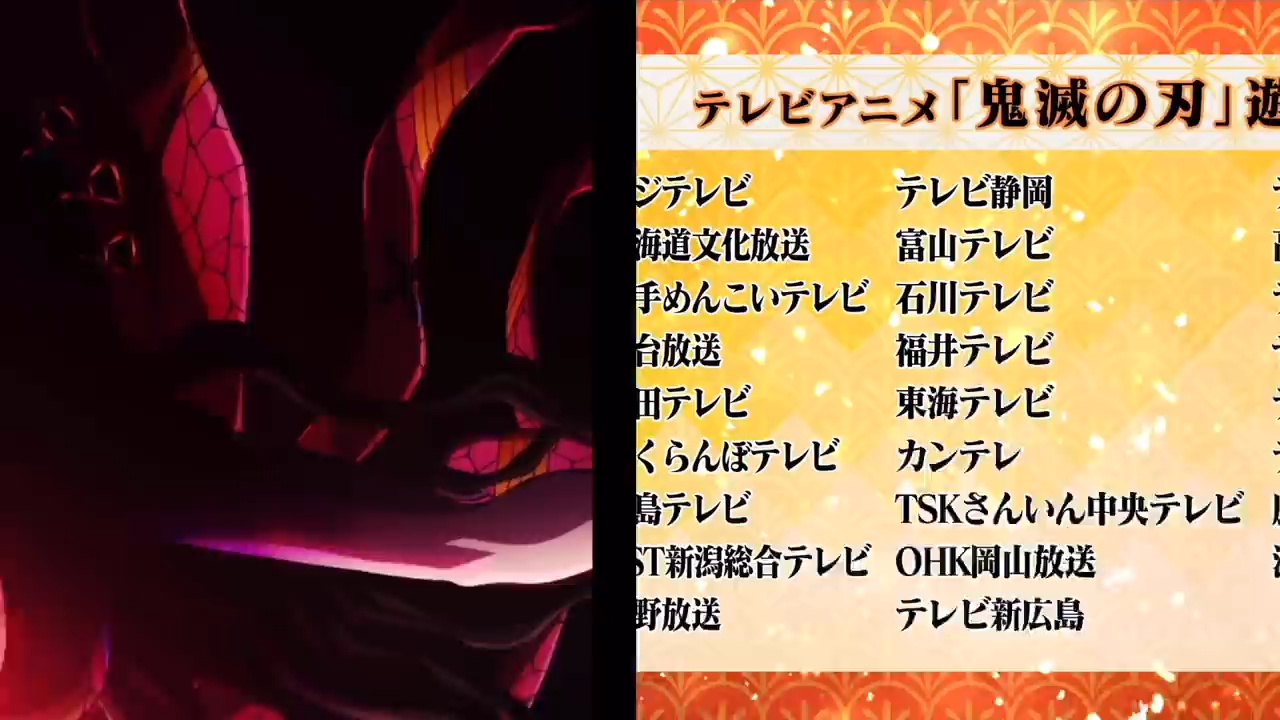 テレビアニメ「鬼滅の刃」遊
ジテレビ
海道文化放送
手めんこいテレビ
台放送
田テレビ
くらんぼテレビ
島テレビ
ST新潟総合テレビ
野放送
テレビ静岡
富山テレビ
石川テレビ
福井テレビ
東海テレビ
カンテレ
TSKさんいん中央テレビ
OHK岡山放送
テレビ新広島